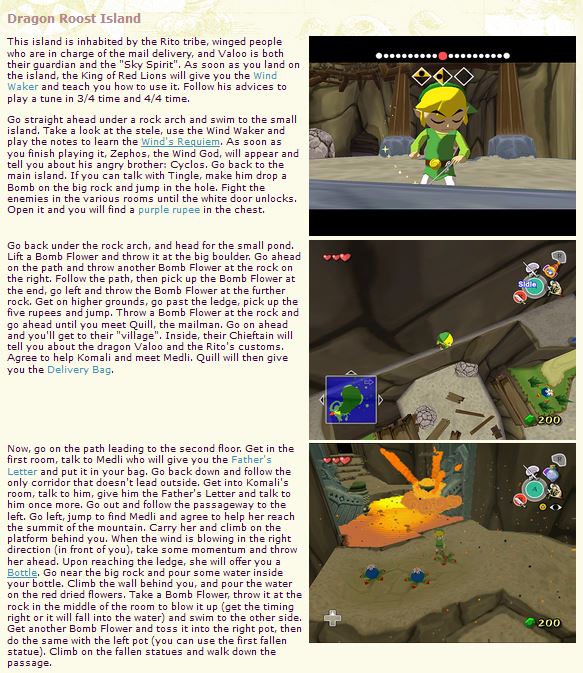 Dragon Roost Island
This island is inhabited by the Rito tribe, winged people
who are in charge of the mail delivery, and Valoo is both
their guardian and the "Sky Spirit". As soon as you land on
the island, the King of Red Lions will give you the Wind
Waker and teach you how to use it. Follow his advices to
play a tune in 3/4 time and 4/4 time.
Go straight ahead under a rock arch and swim to the small
island. Take a look at the stele, use the Wind Waker and
play the notes to learn the Wind's Requiem. As soon as
you finish playing it, Zephos, the Wind God, will appear and
tell you about his angry brother: Cyclos. Go back to the
main island. If you can talk with Tingle, make him drop a
Bomb on the big rock and jump in the hole. Fight the
enemies in the various rooms until the white door unlocks.
Open it and you will find a purple rupee in the chest.
Go back under the rock arch, and head for the small pond.
Lift a Bomb Flower and throw it at the big boulder. Go ahead
on the path and throw another Bomb Flower at the rock on
the right. Follow the path, then pick up the Bomb Flower at
the end, go left and throw the Bomb Flower at the further
rock. Get on higher grounds, go past the ledge, pick up the
five rupees and jump. Throw a Bomb Flower at the rock and
go ahead until you meet Quill, the mailman. Go on ahead
and you'll get to their "village". Inside, their Chieftain will
tell you about the dragon Valoo and the Rito's customs.
Agree to help Komali and meet Medli. Quill will then give
you the Delivery Bag.
Sidle
R
200
Now, go on the path leading to the second floor. Get in the
first room, talk to Medli who will give you the Father's
Letter and put it in your bag. Go back down and follow the
only corridor that doesn't lead outside. Get into Komali's
room, talk to him, give him the Father's Letter and talk to
him once more. Go out and follow the passageway to the
left. Go left, jump to find Medli and agree to help her reach
the summit of the mountain. Carry her and climb on the
platform behind you. When the wind is blowing in the right
direction (in front of you), take some momentum and throw
her ahead. Upon reaching the ledge, she will offer you a
Bottle. Go near the big rock and pour some water inside
your bottle. Climb the wall behind you, and pour the water
on the red dried flowers. Take a Bomb Flower, throw it at the
rock in the middle of the room to blow it up (get the timing
right or it will fall into the water) and swim to the other side.
Get another Bomb Flower and toss it into the right pot, then
do the same with the left pot (you can use the first fallen
statue). Climb on the fallen statues and walk down the
passage.
R
A
200